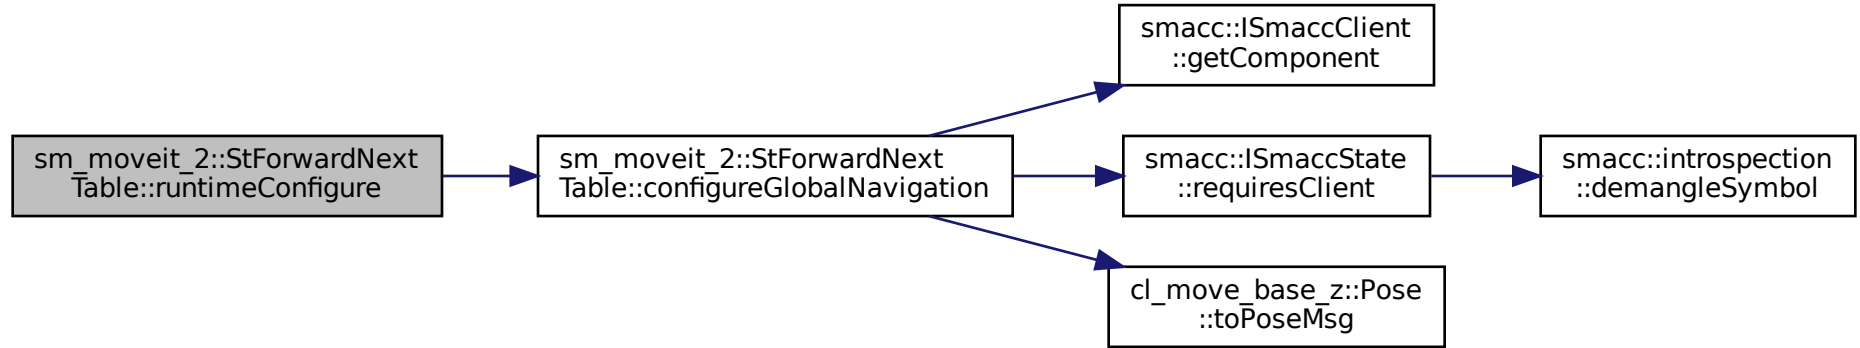 sm_moveit_2::StForwardNext
Table::runtimeConfigure
sm_moveit_2::StForwardNext
Table::configureGlobalNavigation
smacc::ISmaccClient
::getComponent
smacc::ISmaccState
::requiresClient
smacc::introspection
::demangleSymbol
cl_move_base_z::Pose
::toPoseMsg